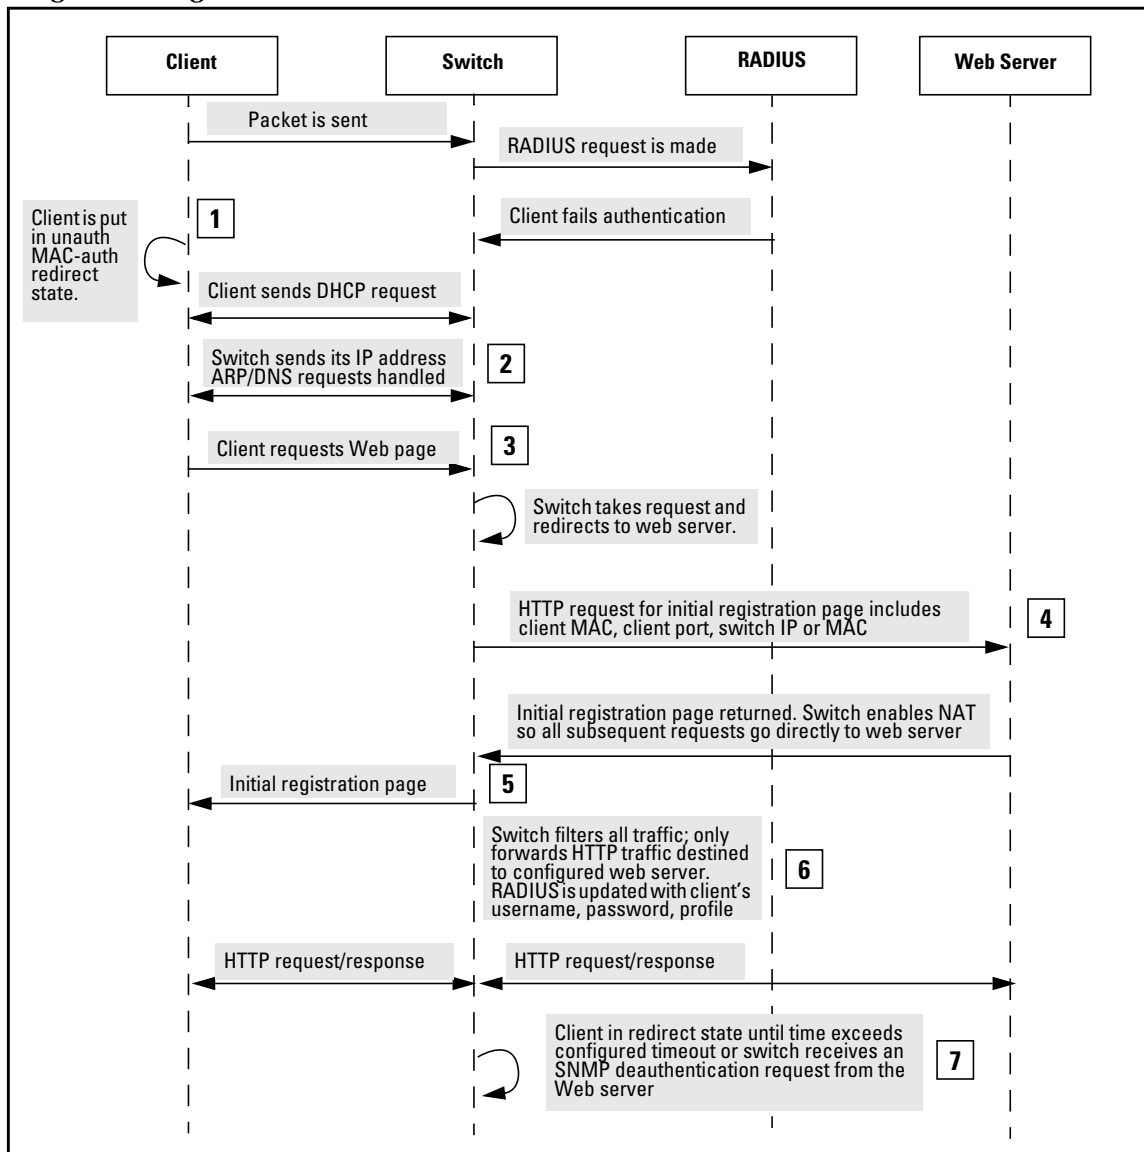 Client
Switch
RADIUS
Web Server
Packet is sent
RADIUS request is made
Client is put
in unauth
MAC-auth
redirect
state.
1
Client fails authentication
Client sends DHCP request
Switch sends its IP address
ARP/DNS requests handled
2
Client requests Web page
3
Switch takes request and
redirects to web server.
HTTP request for initial registration page includes
client MAC, client port, switch IP or MAC
4
Initial registration page returned. Switch enables NAT
so all subsequent requests go directly to web server
Initial registration page
5
Switch filters all traffic; only
forwards HTTP traffic destined
to configured web server.
RADIUS is updated with client's
username, password, profile
6
HTTP request/response
HTTP request/response
Client in redirect state until time exceeds
configured timeout or switch receives an
SNMP deauthentication request from the
Web server
7